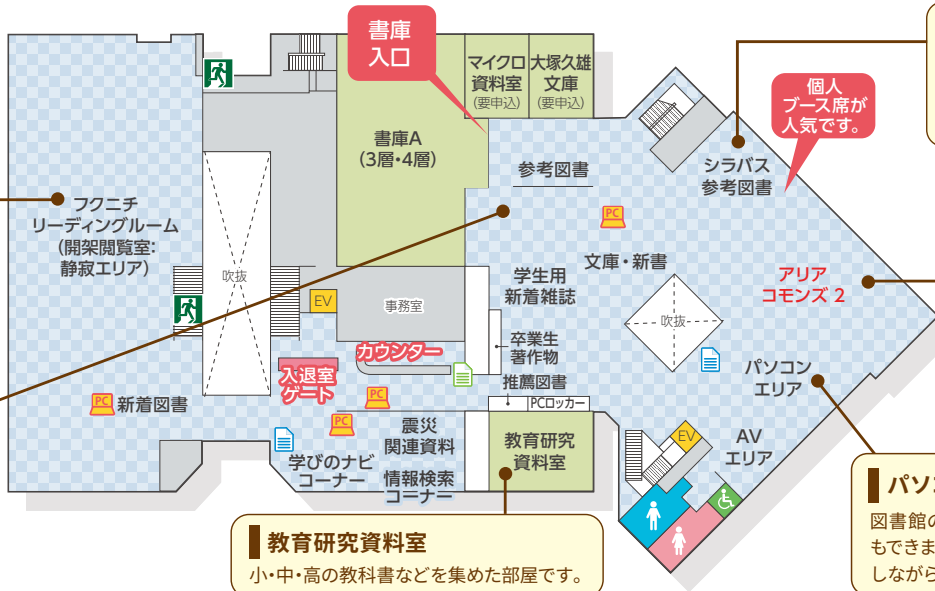 書庫
入口
マイクロ
資料室
(要申込)
大塚久雄
文庫
(要申込)
個人
ブース席が
人気です。
書庫A
(3層・4層)
参考図書
シラバス
参考図書
フクニチ
リーディングルーム
(開架閲覧室:
静寂エリア)
PC
文庫・新書
吹抜
EV
事務室
学生用
新着雑誌
アリア
コモンズ 2
吹抜
卒業生
著作物
カウンター
入退室
ゲート
推薦図書
PCロッカー
パソコン
エリア
PC
新着図書
PC
PC
震災
関連資料
教育研究
資料室
EV
AV
エリア
学びのナビ
コーナー
情報検索
コーナー
教育研究資料室
小・中・高の教科書などを集めた部屋です。
パソコ
図書館の
もできま
しながら